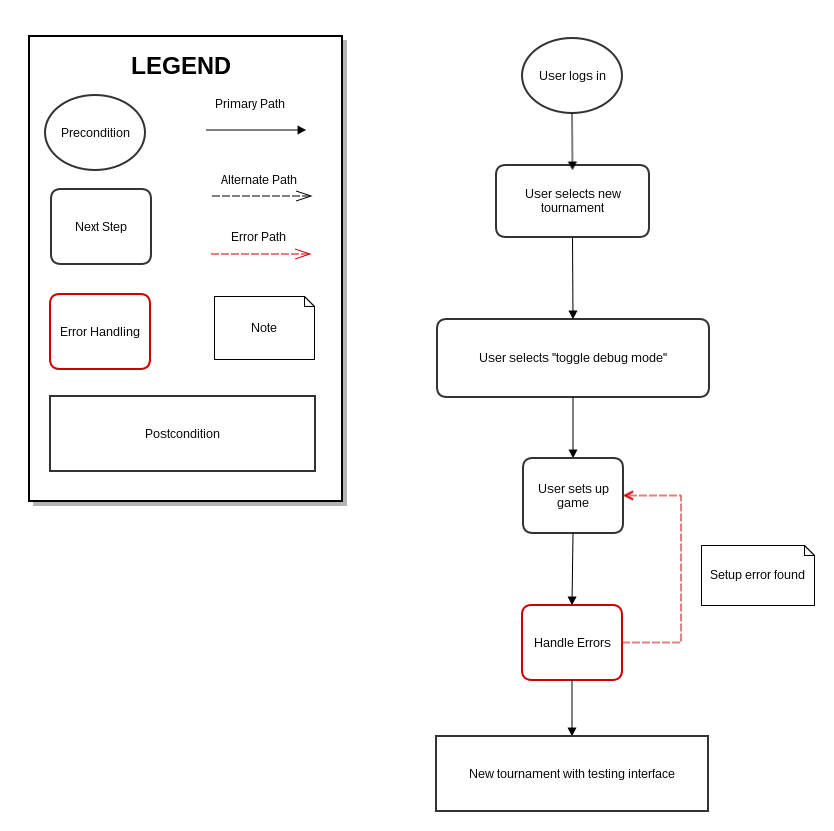 LEGEND
Precondition
Primary Path
Alternate Path
Next Step
Error Path
Error Handling
Note
Postcondition
User logs in
User selects new
tournament
User selects "toggle debug mode"
User sets up
game
Setup error found
Handle Errors
New tournament with testing interface